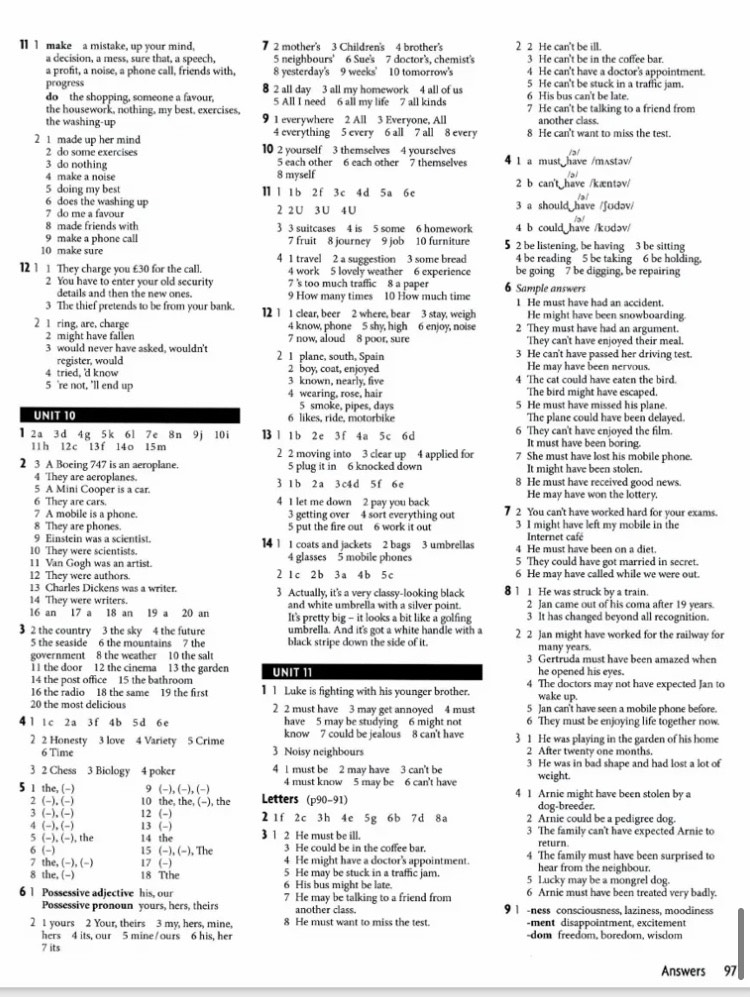 11 1 make a mistake, up your mind,
a decision, a mess, sure that, a speech,
a profit, a noise, a phone call, friends with,
progress
do the shopping, someone a favour,
the housework, nothing, my best, exercises,
the washing-up
2 1 made up her mind
2 do some exercises
3 do nothing
4 make a noise
5 doing my best
6 does the washing up
7 do me a favour
8 made friends with
9 make a phone call
10 make sure
12 1 1 They charge you £30 for the call.
2 You have to enter your old security
details and then the new ones.
3 The thief pretends to be from your bank.
2 1 ring, are, charge
2 might have fallen
3 would never have asked, wouldn't
register, would
4 tried, 'd know
5 're not, 'll end up
UNIT 10
1 2a 3d 4g 5k 6l 7e 8n 9j 10i
11h 12c 13f 14o 15m
2 3 A Boeing 747 is an aeroplane.
4 They are aeroplanes.
5 A Mini Cooper is a car.
6 They are cars.
7 A mobile is a phone.
8 They are phones.
9 Einstein was a scientist.
10 They were scientists.
11 Van Gogh was an artist.
12 They were authors.
13 Charles Dickens was a writer.
14 They were writers.
16 an 17 a 18 an 19 a 20 an
3 2 the country 3 the sky 4 the future
5 the seaside 6 the mountains 7 the
government 8 the weather 10 the salt
11 the door 12 the cinema 13 the garden
14 the post office 15 the bathroom
16 the radio 18 the same 19 the first
20 the most delicious
4 1 1c 2a 3f 4b 5d 6e
2 2 Honesty 3 love 4 Variety 5 Crime
6 Time
3 2 Chess 3 Biology 4 poker
5 1 the, (–)
2 (–), (–)
3 (–), (–)
4 (–), (–)
5 (–), (–), the
6 (–)
7 the, (–), (–)
8 the, (–)
9 (–), (–), (–)
10 the, the, (–), the
12 (–)
13 (–)
14 the
15 (–), (–), The
17 (–)
18 Tthe
6 1 Possessive adjective his, our
Possessive pronoun yours, hers, theirs
2 1 yours 2 Your, theirs 3 my, hers, mine,
hers 4 its, our 5 mine/ours 6 his, her
7 its
7 2 mother's 3 Children's 4 brother's
5 neighbours' 6 Sue's 7 doctor's, chemist's
8 yesterday's 9 weeks' 10 tomorrow's
8 2 all day 3 all my homework 4 all of us
5 All I need 6 all my life 7 all kinds
9 1 everywhere 2 All 3 Everyone, All
4 everything 5 every 6 all 7 all 8 every
10 2 yourself 3 themselves 4 yourselves
5 each other 6 each other 7 themselves
8 myself
11 1 1b 2f 3c 4d 5a 6e
2 2U 3U 4U
3 3 suitcases 4 is 5 some 6 homework
7 fruit 8 journey 9 job 10 furniture
4 1 travel 2 a suggestion 3 some bread
4 work 5 lovely weather 6 experience
7 's too much traffic 8 a paper
9 How many times 10 How much time
12 1 1 clear, beer 2 where, bear 3 stay, weigh
4 know, phone 5 shy, high 6 enjoy, noise
7 now, aloud 8 poor, sure
2 1 plane, south, Spain
2 boy, coat, enjoyed
3 known, nearly, five
4 wearing, rose, hair
5 smoke, pipes, days
6 likes, ride, motorbike
13 1 1b 2e 3f 4a 5c 6d
2 2 moving into 3 clear up 4 applied for
5 plug it in 6 knocked down
3 1b 2a 3c4d 5f 6e
4 1 let me down 2 pay you back
3 getting over 4 sort everything out
5 put the fire out 6 work it out
14 1 1 coats and jackets 2 bags 3 umbrellas
4 glasses 5 mobile phones
2 1c 2b 3a 4b 5c
3 Actually, it's a very classy-looking black
and white umbrella with a silver point.
It's pretty big – it looks a bit like a golfing
umbrella. And it's got a white handle with a
black stripe down the side of it.
UNIT 11
1 1 Luke is fighting with his younger brother.
2 2 must have 3 may get annoyed 4 must
have 5 may be studying 6 might not
know 7 could be jealous 8 can't have
3 Noisy neighbours
4 1 must be 2 may have 3 can't be
4 must know 5 may be 6 can't have
Letters (p90–91)
2 1f 2c 3h 4e 5g 6b 7d 8a
3 1 2 He must be ill.
3 He could be in the coffee bar.
4 He might have a doctor's appointment.
5 He may be stuck in a traffic jam.
6 His bus might be late.
7 He may be talking to a friend from
another class.
8 He must want to miss the test.
2 2 He can't be ill.
3 He can't be in the coffee bar.
4 He can't have a doctor's appointment.
5 He can't be stuck in a traffic jam.
6 His bus can't be late.
7 He can't be talking to a friend from
another class.
8 He can't want to miss the test.
/ə/
4 1 a must have /mʌstəv/
/ə/
2 b can't have /kæntəv/
/ə/
3 a should have /ʃʊdəv/
/ə/
4 b could have /kʊdəv/
5 2 be listening, be having 3 be sitting
4 be reading 5 be taking 6 be holding,
be going 7 be digging, be repairing
6 Sample answers
1 He must have had an accident.
He might have been snowboarding.
2 They must have had an argument.
They can't have enjoyed their meal.
3 He can't have passed her driving test.
He may have been nervous.
4 The cat could have eaten the bird.
The bird might have escaped.
5 He must have missed his plane.
The plane could have been delayed.
6 They can't have enjoyed the film.
It must have been boring.
7 She must have lost his mobile phone.
It might have been stolen.
8 He must have received good news.
He may have won the lottery.
7 2 You can't have worked hard for your exams.
3 I might have left my mobile in the
Internet café
4 He must have been on a diet.
5 They could have got married in secret.
6 He may have called while we were out.
8 1 1 He was struck by a train.
2 Jan came out of his coma after 19 years.
3 It has changed beyond all recognition.
2 2 Jan might have worked for the railway for
many years.
3 Gertruda must have been amazed when
he opened his eyes.
4 The doctors may not have expected Jan to
wake up.
5 Jan can't have seen a mobile phone before.
6 They must be enjoying life together now.
3 1 He was playing in the garden of his home
2 After twenty one months.
3 He was in bad shape and had lost a lot of
weight.
4 1 Arnie might have been stolen by a
dog-breeder.
2 Arnie could be a pedigree dog.
3 The family can't have expected Arnie to
return.
4 The family must have been surprised to
hear from the neighbour.
5 Lucky may be a mongrel dog.
6 Arnie must have been treated very badly.
9 1 -ness consciousness, laziness, moodiness
-ment disappointment, excitement
-dom freedom, boredom, wisdom
Answers 97